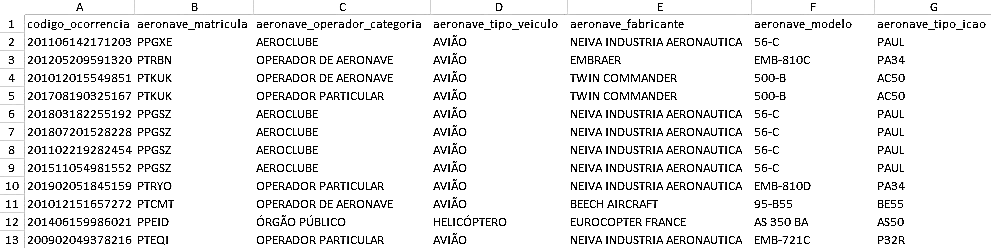 A B C D E F G
1 codigo_ocorrencia aeronave_matricula aeronave_operador_categoria aeronave_tipo_veiculo aeronave_fabricante aeronave_modelo aeronave_tipo_icao
2 201106142171203 PPGXE AEROCLUBE AVIÃO NEIVA INDUSTRIA AERONAUTICA 56-C PAUL
3 201205209591320 PTRBN OPERADOR DE AERONAVE AVIÃO EMBRAER EMB-810C PA34
4 201012015549851 PTKUK OPERADOR DE AERONAVE AVIÃO TWIN COMMANDER 500-B AC50
5 201708190325167 PTKUK OPERADOR PARTICULAR AVIÃO TWIN COMMANDER 500-B AC50
6 201803182255192 PPGSZ AEROCLUBE AVIÃO NEIVA INDUSTRIA AERONAUTICA 56-C PAUL
7 201807201528228 PPGSZ AEROCLUBE AVIÃO NEIVA INDUSTRIA AERONAUTICA 56-C PAUL
8 201102219282454 PPGSZ AEROCLUBE AVIÃO NEIVA INDUSTRIA AERONAUTICA 56-C PAUL
9 201511054981552 PPGSZ AEROCLUBE AVIÃO NEIVA INDUSTRIA AERONAUTICA 56-C PAUL
10 201902051845159 PTRYO OPERADOR PARTICULAR AVIÃO NEIVA INDUSTRIA AERONAUTICA EMB-810D PA34
11 201012151657272 PTCMT OPERADOR DE AERONAVE AVIÃO BEECH AIRCRAFT 95-B55 BE55
12 201406159986021 PPEID ÓRGÃO PÚBLICO HELICÓPTERO EUROCOPTER FRANCE AS 350 BA AS50
13 200902049378216 PTEQI OPERADOR PARTICULAR AVIÃO NEIVA INDUSTRIA AERONAUTICA EMB-721C P32R